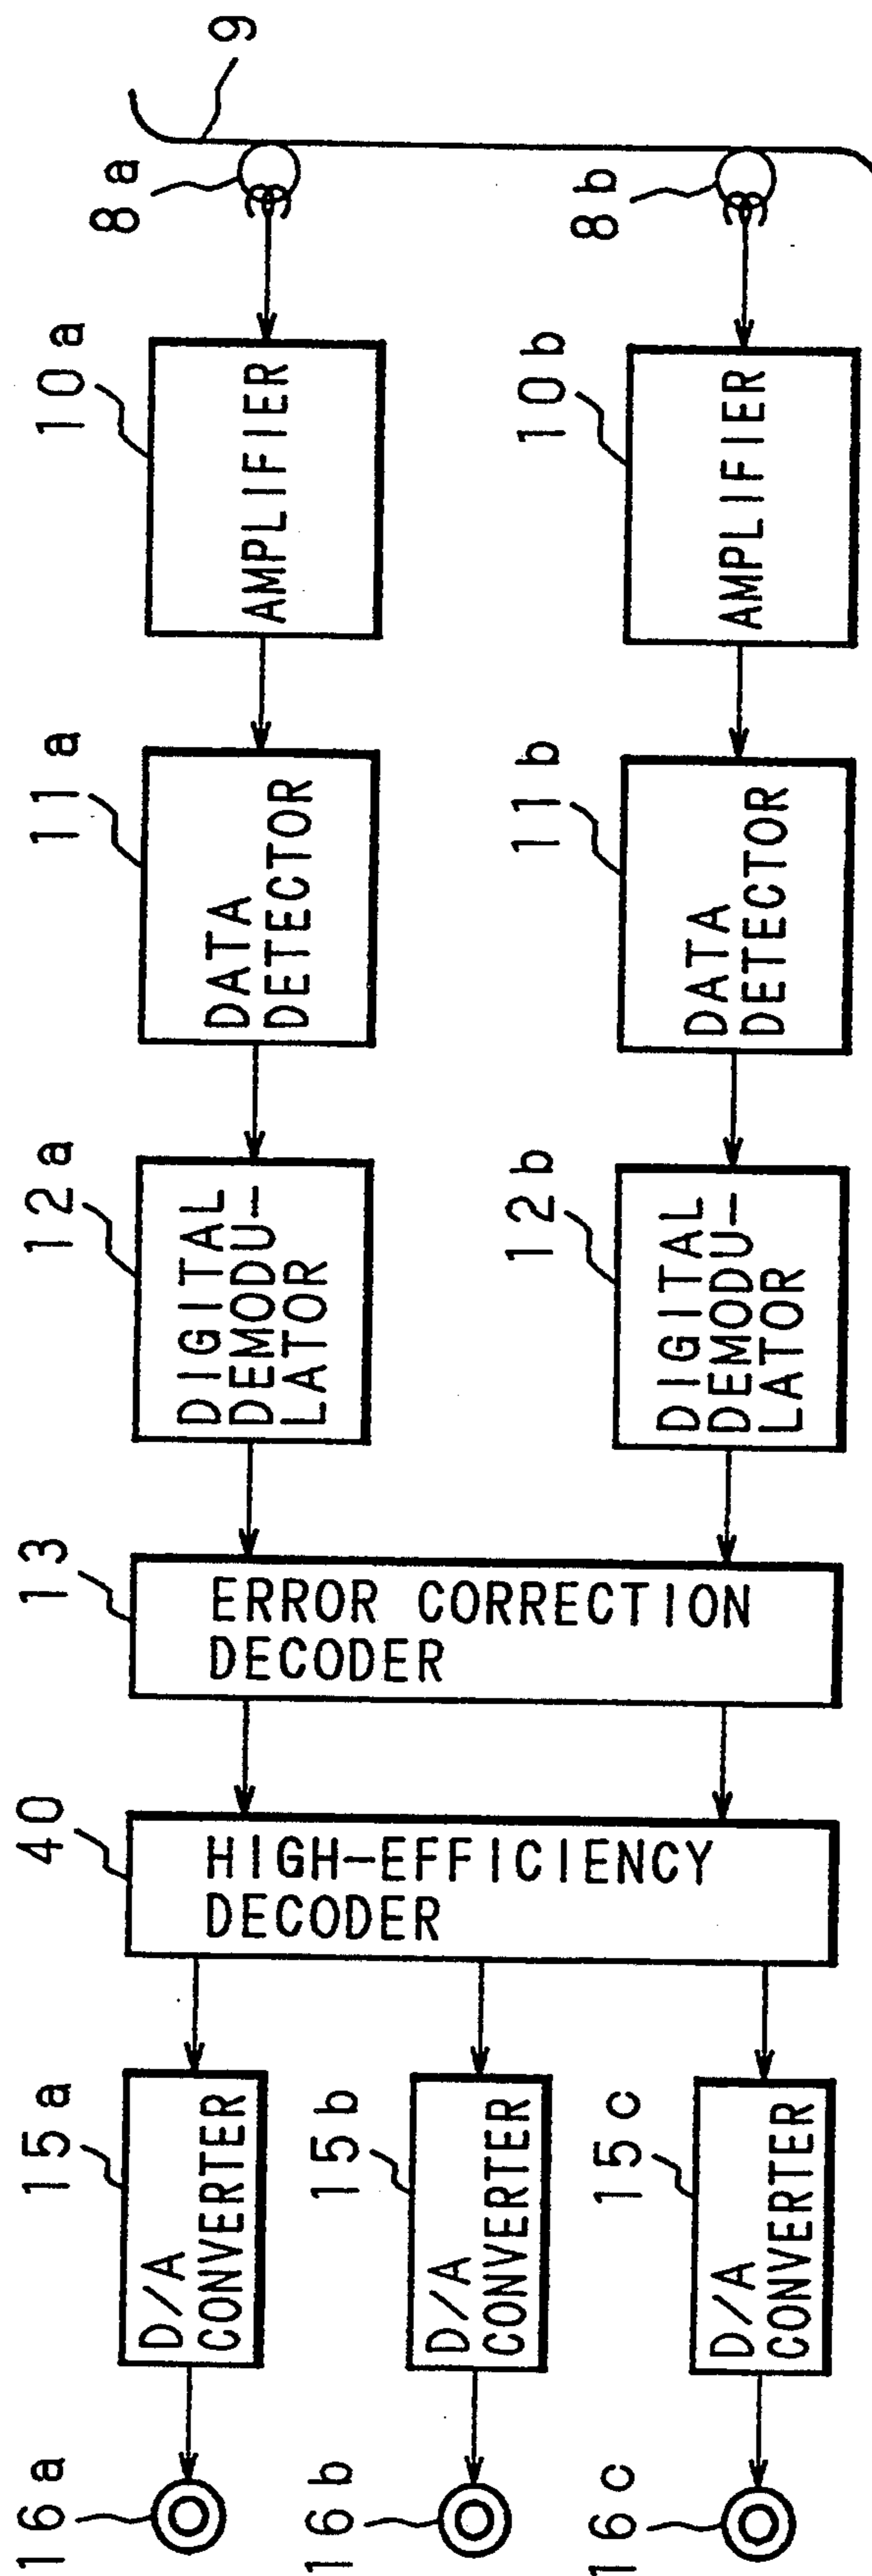 9
8a
8b
10a
AMPLIFIER
10b
AMPLIFIER
11a
DATA
DETECTOR
11b
DATA
DETECTOR
12a
DIGITAL
DEMODU-
LATOR
12b
DIGITAL
DEMODU-
LATOR
13
ERROR CORRECTION
DECODER
40
HIGH-EFFICIENCY
DECODER
15a
D/A
CONVERTER
15b
D/A
CONVERTER
15c
D/A
CONVERTER
16a
16b
16c